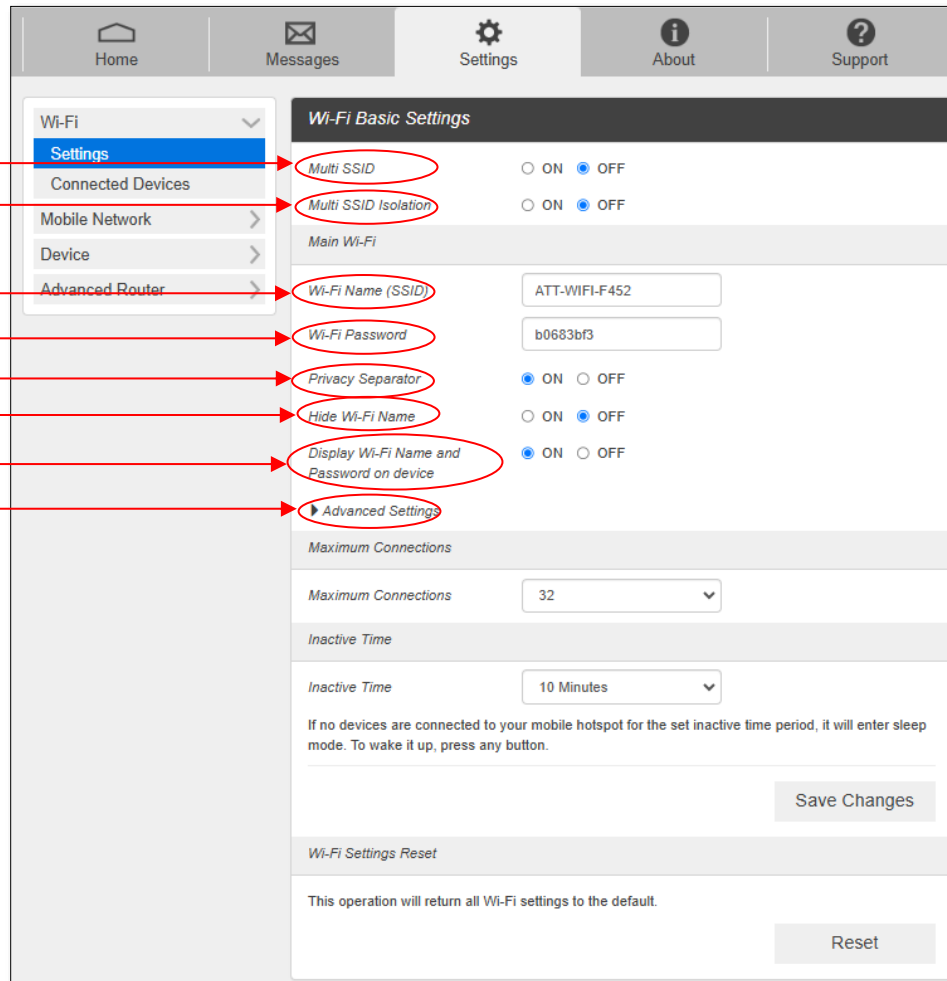 Home
Messages
Settings
About
Support
Wi-Fi
Settings
Connected Devices
Mobile Network
Device
Advanced Router
Wi-Fi Basic Settings
Multi SSID ON OFF
Multi SSID Isolation ON OFF
Main Wi-Fi
Wi-Fi Name (SSID) ATT-WIFI-F452
Wi-Fi Password b0683bf3
Privacy Separator ON OFF
Hide Wi-Fi Name ON OFF
Display Wi-Fi Name and
Password on device ON OFF
Advanced Settings
Maximum Connections
Maximum Connections 32
Inactive Time
Inactive Time 10 Minutes
If no devices are connected to your mobile hotspot for the set inactive time period, it will enter sleep
mode. To wake it up, press any button.
Save Changes
Wi-Fi Settings Reset
This operation will return all Wi-Fi settings to the default.
Reset